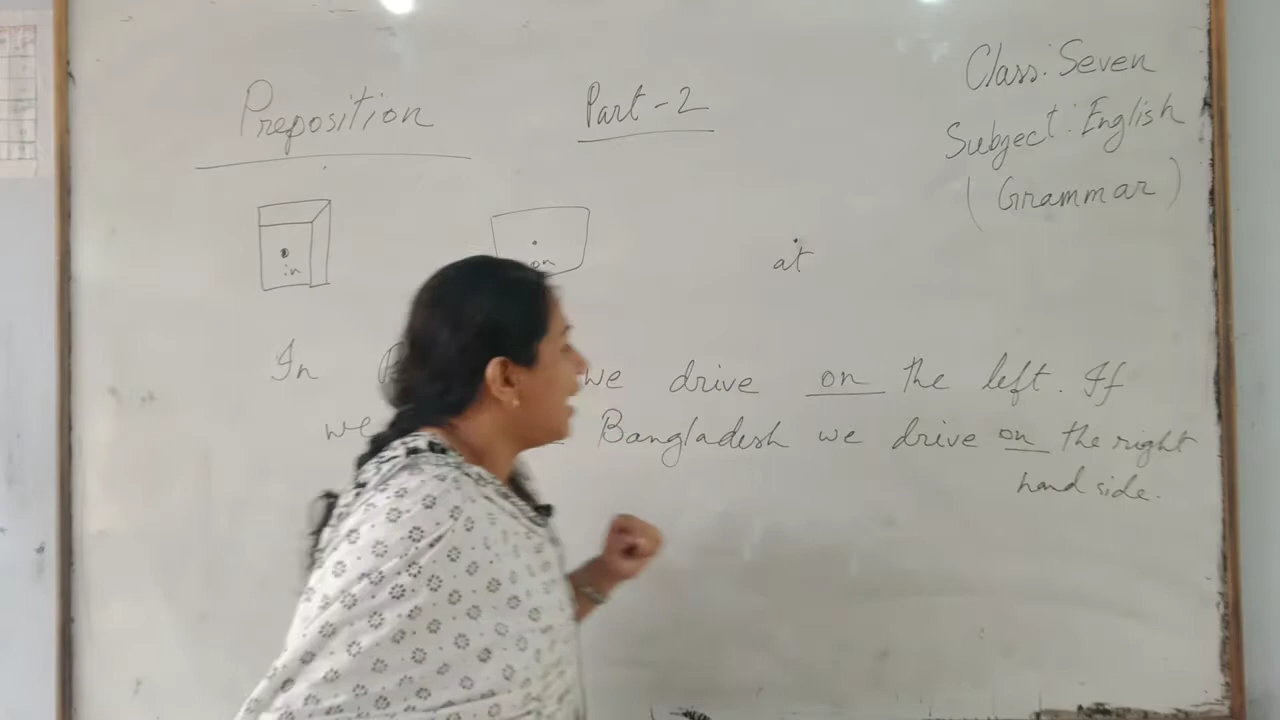 Preposition Part-2
Class: Seven
Subject: English
(Grammar)
in on at
In we drive on the left. If
we Bangladesh we drive on the right
hand side.